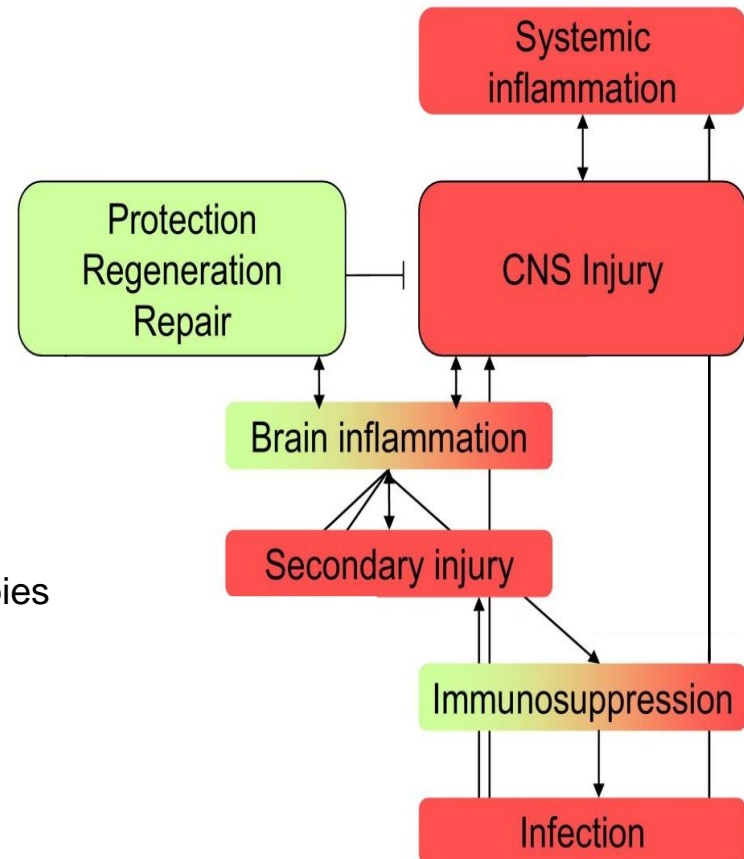 Systemic
inflammation
Protection
Regeneration
Repair
CNS Injury
Brain inflammation
Secondary injury
Immunosuppression
Infection